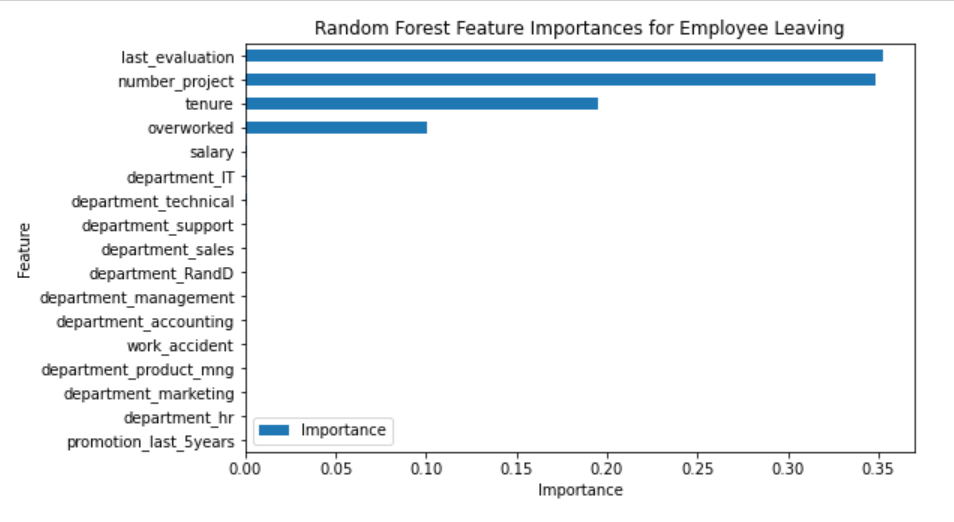 Random Forest Feature Importances for Employee Leaving
last_evaluation
number_project
tenure
overworked
salary
department_IT
department_technical
department_support
department_sales
department_RandD
department_management
department_accounting
work_accident
department_product_mng
department_marketing
department_hr
promotion_last_5years
Feature
Importance
0.00 0.05 0.10 0.15 0.20 0.25 0.30 0.35
Importance